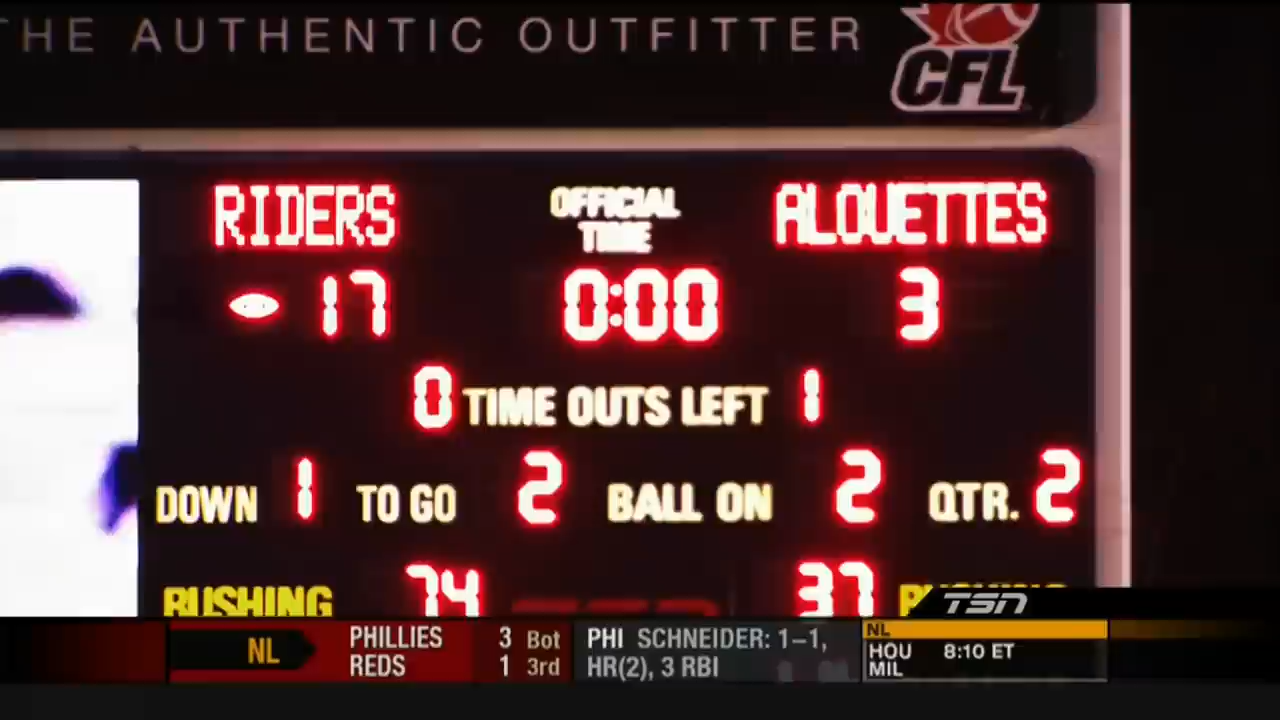 THE AUTHENTIC OUTFITTER
CFL
RIDERS OFFICIAL TIME ALOUETTES
17 0:00 3
0 TIME OUTS LEFT 1
DOWN 1 TO GO 2 BALL ON 2 QTR. 2
RUSHING 74 37 RUSHING
TSN
NL PHILLIES 3 Bot PHI SCHNEIDER: 1-1, NL
REDS 1 3rd HR(2), 3 RBI HOU 8:10 ET
MIL